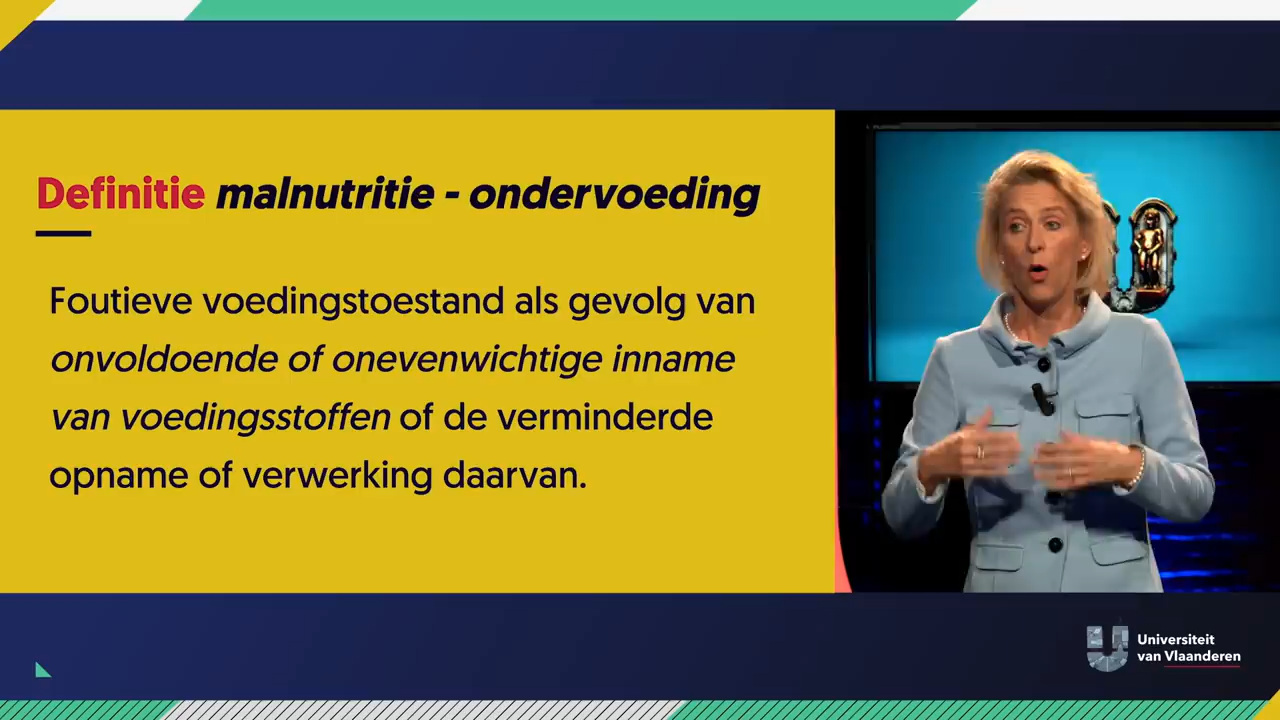 Definitie malnutritie - ondervoeding
Foutieve voedingstoestand als gevolg van
onvoldoende of onevenwichtige inname
van voedingsstoffen of de verminderde
opname of verwerking daarvan.
Universiteit
van Vlaanderen